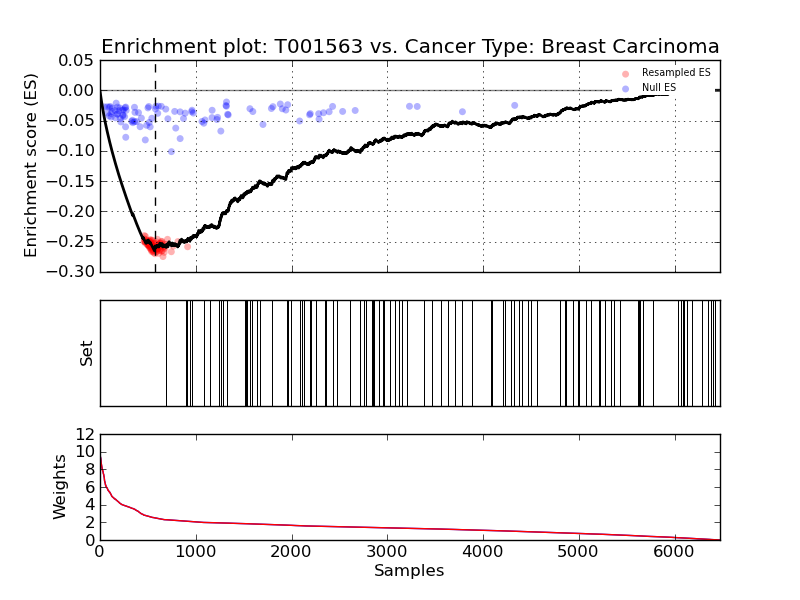 Enrichment plot: T001563 vs. Cancer Type: Breast Carcinoma
0.05
0.00
−0.05
−0.10
−0.15
−0.20
−0.25
−0.30
Enrichment score (ES)
Resampled ES
Null ES
Set
12
10
8
6
4
2
0
Weights
0 1000 2000 3000 4000 5000 6000
Samples